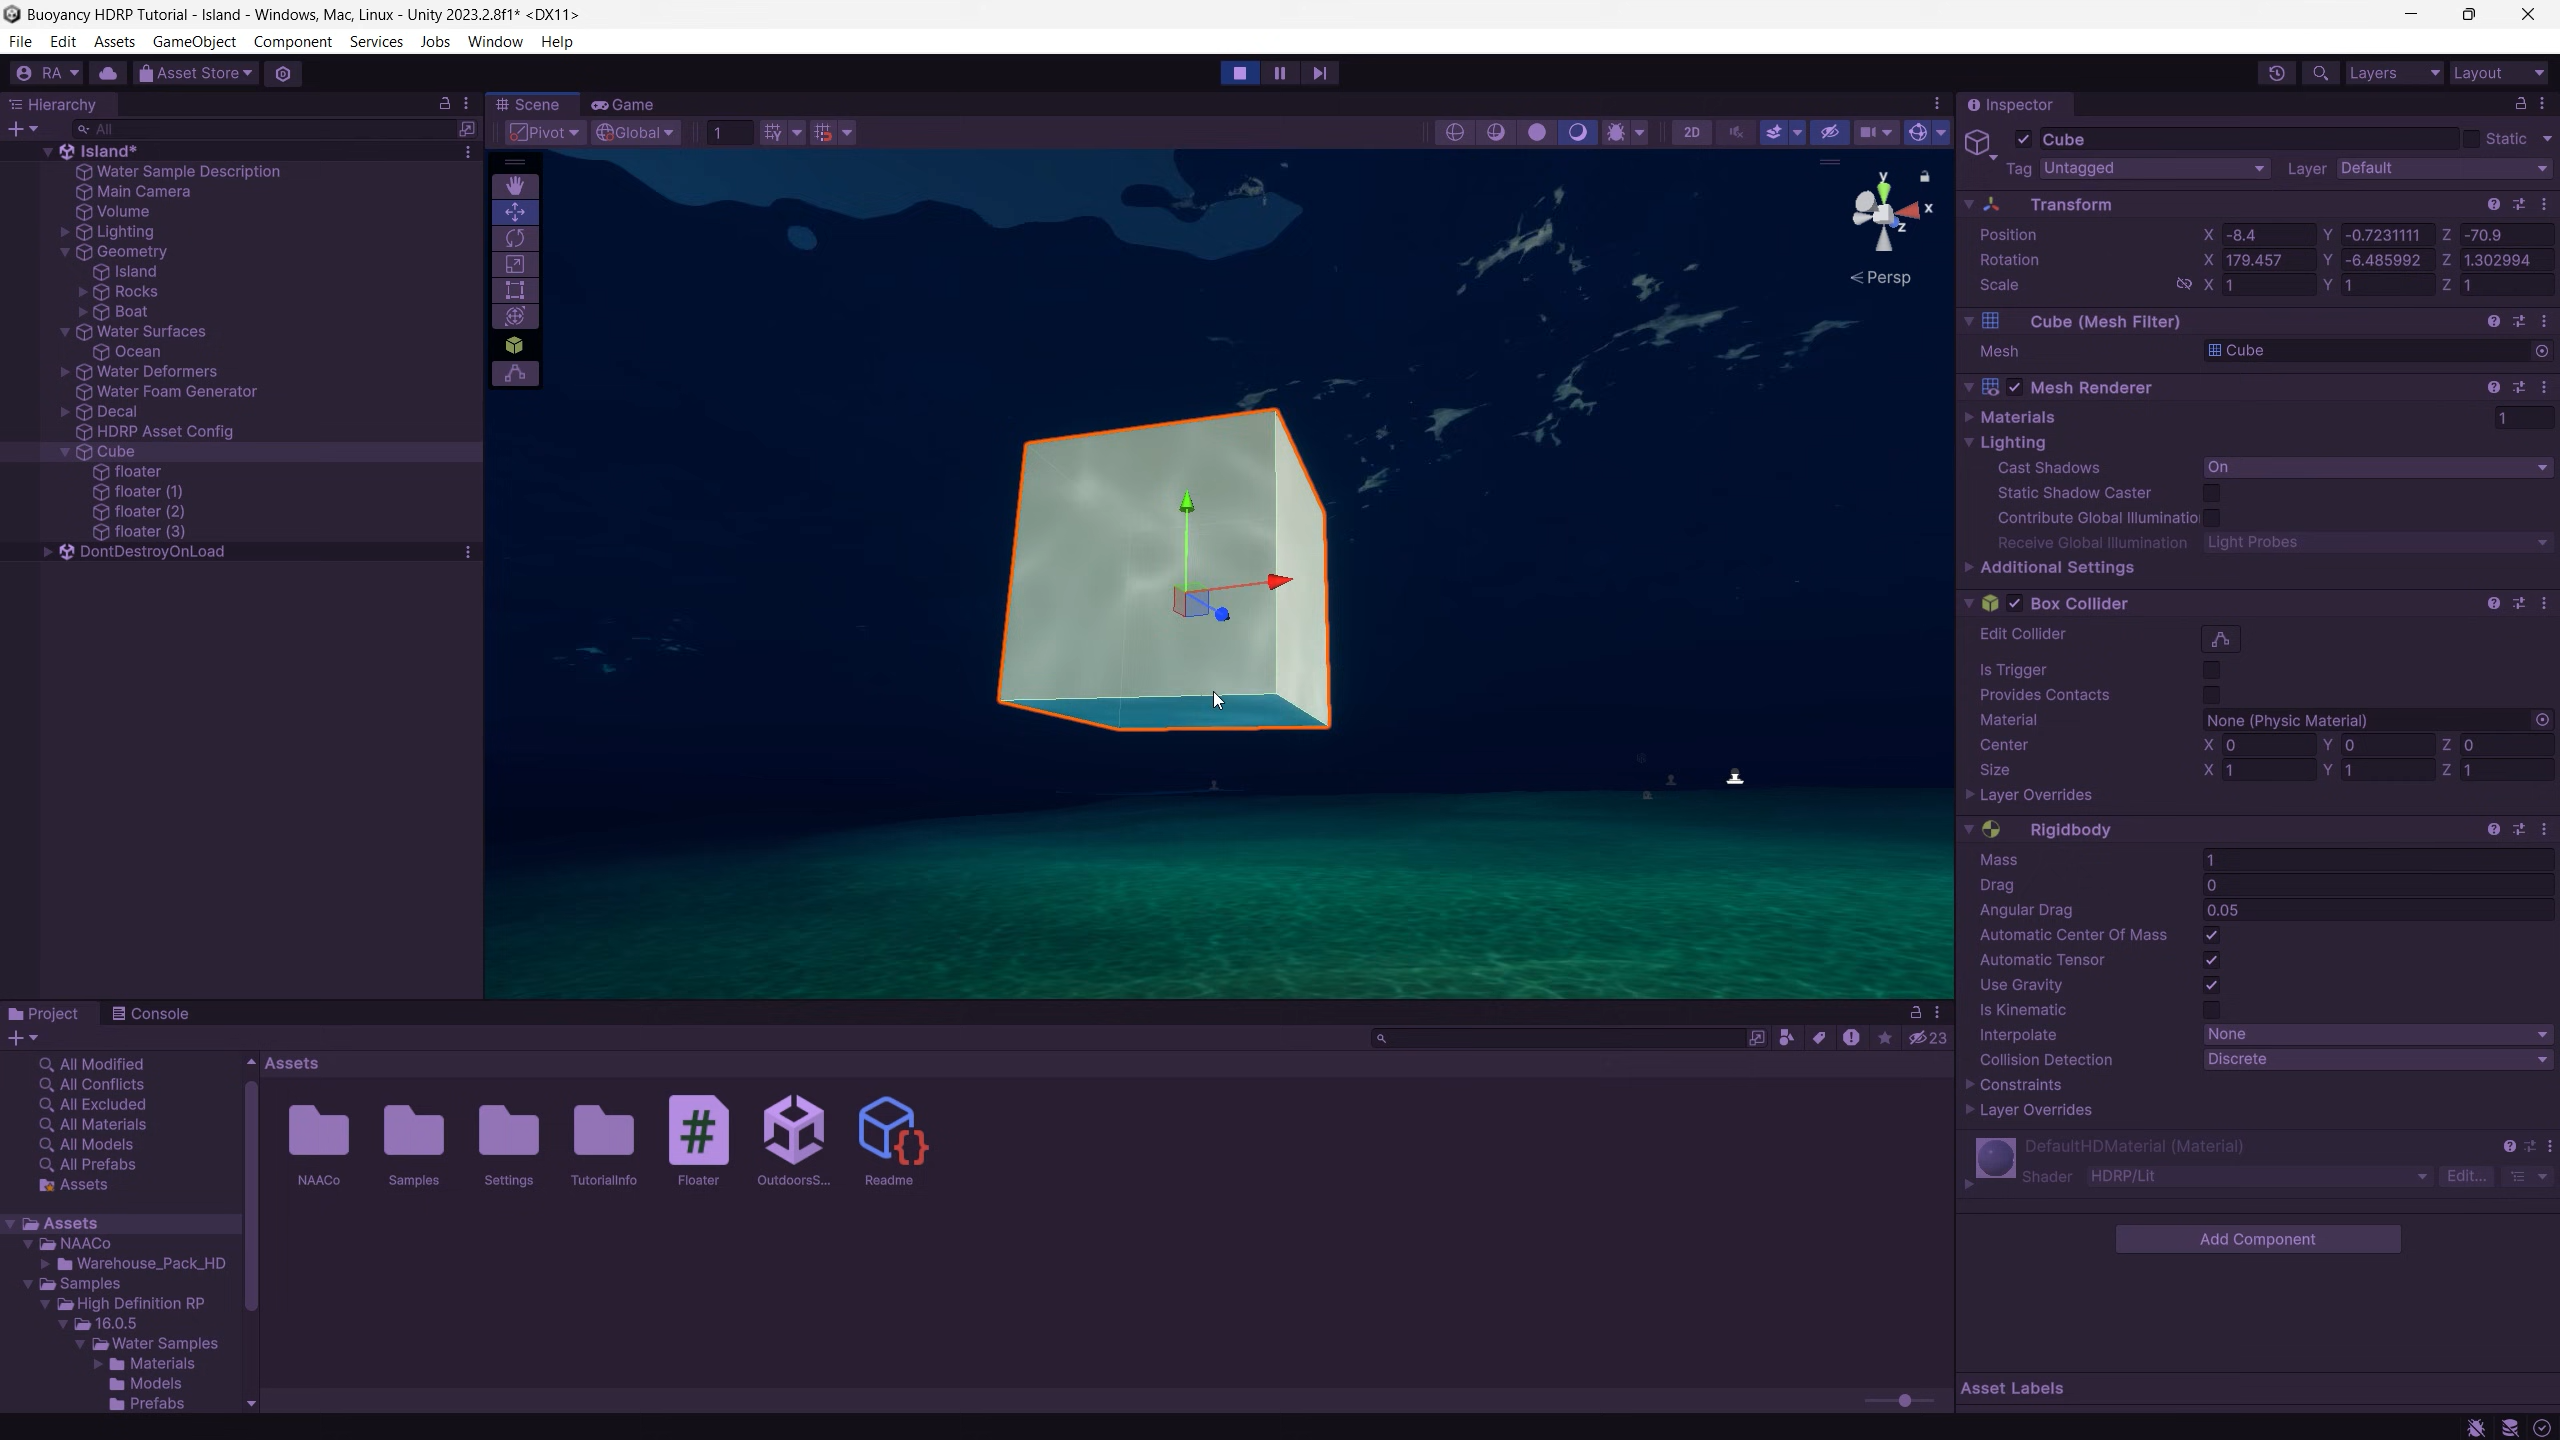 Buoyancy HDRP Tutorial - Island - Windows, Mac, Linux - Unity 2023.2.8f1* <DX11>
File Edit Assets GameObject Component Services Jobs Window Help
RA Asset Store Layers Layout
Hierarchy
All
Island*
Water Sample Description
Main Camera
Volume
Lighting
Geometry
Island
Rocks
Boat
Water Surfaces
Ocean
Water Deformers
Water Foam Generator
Decal
HDRP Asset Config
Cube
floater
floater (1)
floater (2)
floater (3)
DontDestroyOnLoad
Scene Game
Pivot Global 1 2D
y
x
z
Persp
Inspector
Cube Static
Tag Untagged Layer Default
Transform
Position X -8.4 Y -0.7231111 Z -70.9
Rotation X 179.457 Y -6.485992 Z 1.302994
Scale X 1 Y 1 Z 1
Cube (Mesh Filter)
Mesh Cube
Mesh Renderer
Materials 1
Lighting
Cast Shadows On
Static Shadow Caster
Contribute Global Illuminatio
Receive Global Illumination Light Probes
Additional Settings
Box Collider
Edit Collider
Is Trigger
Provides Contacts
Material None (Physic Material)
Center X 0 Y 0 Z 0
Size X 1 Y 1 Z 1
Layer Overrides
Rigidbody
Mass 1
Drag 0
Angular Drag 0.05
Automatic Center Of Mass
Automatic Tensor
Use Gravity
Is Kinematic
Interpolate None
Collision Detection Discrete
Constraints
Layer Overrides
DefaultHDMaterial (Material)
Shader HDRP/Lit Edit...
Add Component
Asset Labels
Project Console
23
All Modified
All Conflicts
All Excluded
All Materials
All Models
All Prefabs
Assets
Assets
NAACo
Warehouse_Pack_HD
Samples
High Definition RP
16.0.5
Water Samples
Materials
Models
Prefabs
Assets
NAACo Samples Settings TutorialInfo Floater OutdoorsS... Readme